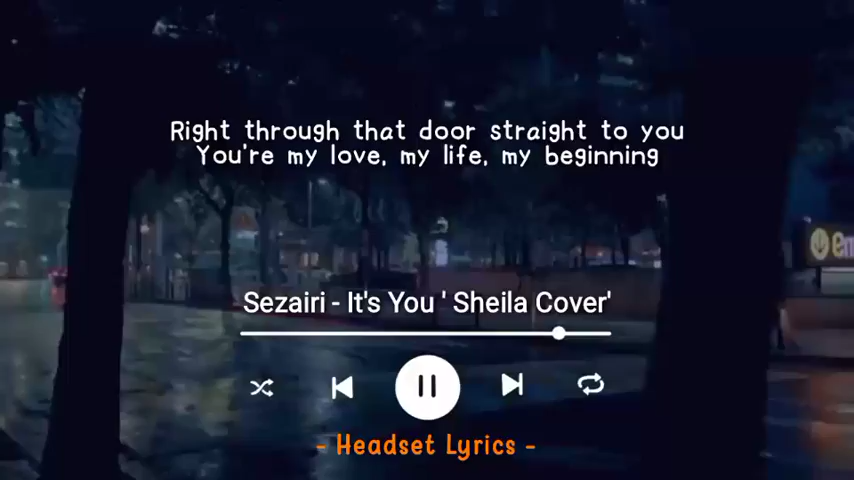 Right through that door straight to you
You're my love, my life, my beginning
Sezairi - It's You ' Sheila Cover'
- Headset Lyrics -